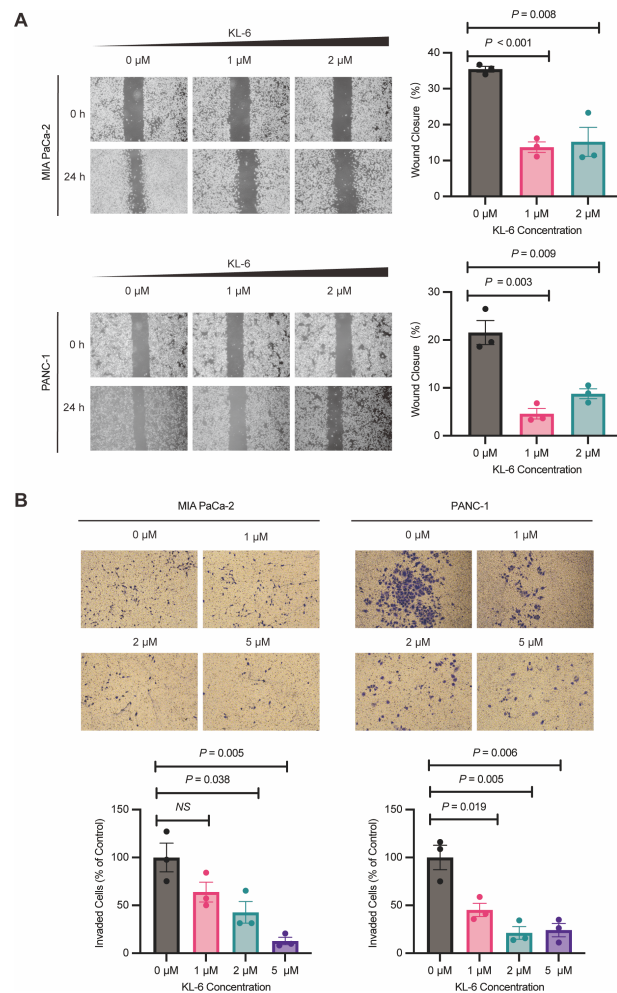 A
KL-6
0 μM
1 μM
2 μM
MIA PaCa-2
0 h
24 h
P = 0.008
P < 0.001
40
30
20
10
0
Wound Closure (%)
0 μM
1 μM
2 μM
KL-6 Concentration
KL-6
0 μM
1 μM
2 μM
PANC-1
0 h
24 h
P = 0.009
P = 0.003
30
20
10
0
Wound Closure (%)
0 μM
1 μM
2 μM
KL-6 Concentration
B
MIA PaCa-2
0 μM
1 μM
2 μM
5 μM
PANC-1
0 μM
1 μM
2 μM
5 μM
P = 0.005
P = 0.038
NS
150
100
50
0
Invaded Cells (% of Control)
0 μM
1 μM
2 μM
5 μM
KL-6 Concentration
P = 0.006
P = 0.005
P = 0.019
150
100
50
0
Invaded Cells (% of Control)
0 μM
1 μM
2 μM
5 μM
KL-6 Concentration